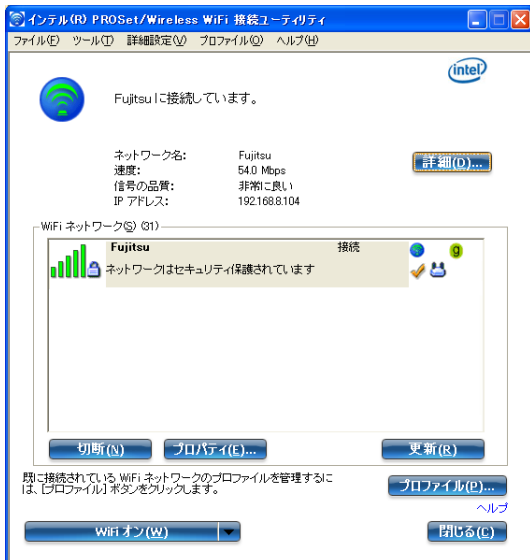 インテル(R) PROSet/Wireless WiFi 接続ユーティリティ
ファイル(F) ツール(T) 詳細設定(V) プロファイル(O) ヘルプ(H)
intel
Fujitsu に接続しています。
ネットワーク名: Fujitsu
速度: 54.0 Mbps
信号の品質: 非常に良い
IP アドレス: 192.168.8.104
詳細(D)...
WiFi ネットワーク(S) (31)
Fujitsu 接続
g
ネットワークはセキュリティ保護されています
切断(N) プロパティ(E)... 更新(R)
既に接続されている WiFi ネットワークのプロファイルを管理するに
は、[プロファイル] ボタンをクリックします。
プロファイル(P)...
ヘルプ
WiFi オン(W) 閉じる(C)